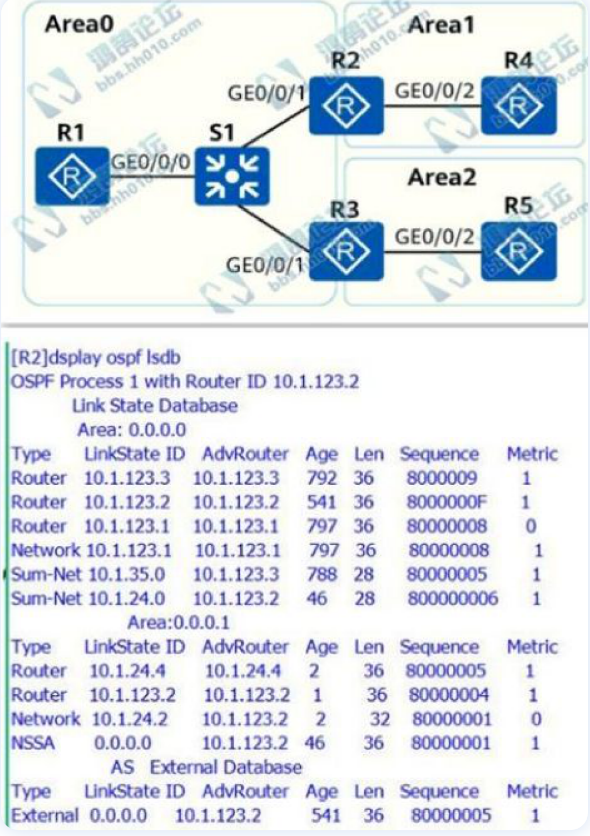 Area0
Area1
R2
R4
GE0/0/1
GE0/0/2
R1
S1
GE0/0/0
Area2
R3
R5
GE0/0/1
GE0/0/2
鸿鹄论坛
bbs.hh010.com
[R2]dsplay ospf lsdb
OSPF Process 1 with Router ID 10.1.123.2
Link State Database
Area: 0.0.0.0
Type LinkState ID AdvRouter Age Len Sequence Metric
Router 10.1.123.3 10.1.123.3 792 36 8000009 1
Router 10.1.123.2 10.1.123.2 541 36 8000000F 1
Router 10.1.123.1 10.1.123.1 797 36 80000008 0
Network 10.1.123.1 10.1.123.1 797 36 80000008 1
Sum-Net 10.1.35.0 10.1.123.3 788 28 80000005 1
Sum-Net 10.1.24.0 10.1.123.2 46 28 800000006 1
Area:0.0.0.1
Type LinkState ID AdvRouter Age Len Sequence Metric
Router 10.1.24.4 10.1.24.4 2 36 80000005 1
Router 10.1.123.2 10.1.123.2 1 36 80000004 1
Network 10.1.24.2 10.1.123.2 2 32 80000001 0
NSSA 0.0.0.0 10.1.123.2 46 36 80000001 1
AS External Database
Type LinkState ID AdvRouter Age Len Sequence Metric
External 0.0.0.0 10.1.123.2 541 36 80000005 1